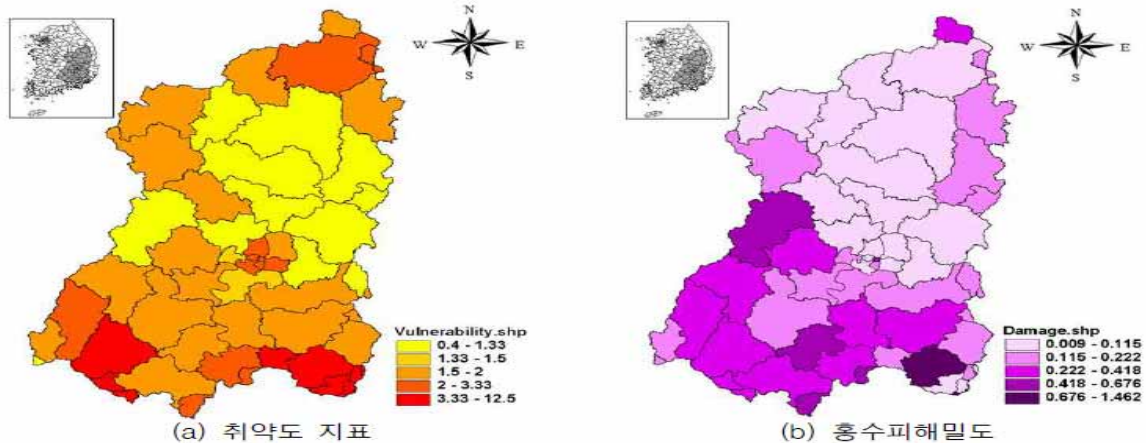 N
W E
S
Vulnerability.shp
0.4 - 1.33
1.33 - 1.5
1.5 - 2
2 - 3.33
3.33 - 12.5
(a) 취약도 지표
N
W E
S
Damage.shp
0.009 - 0.115
0.115 - 0.222
0.222 - 0.418
0.418 - 0.676
0.676 - 1.462
(b) 홍수피해밀도